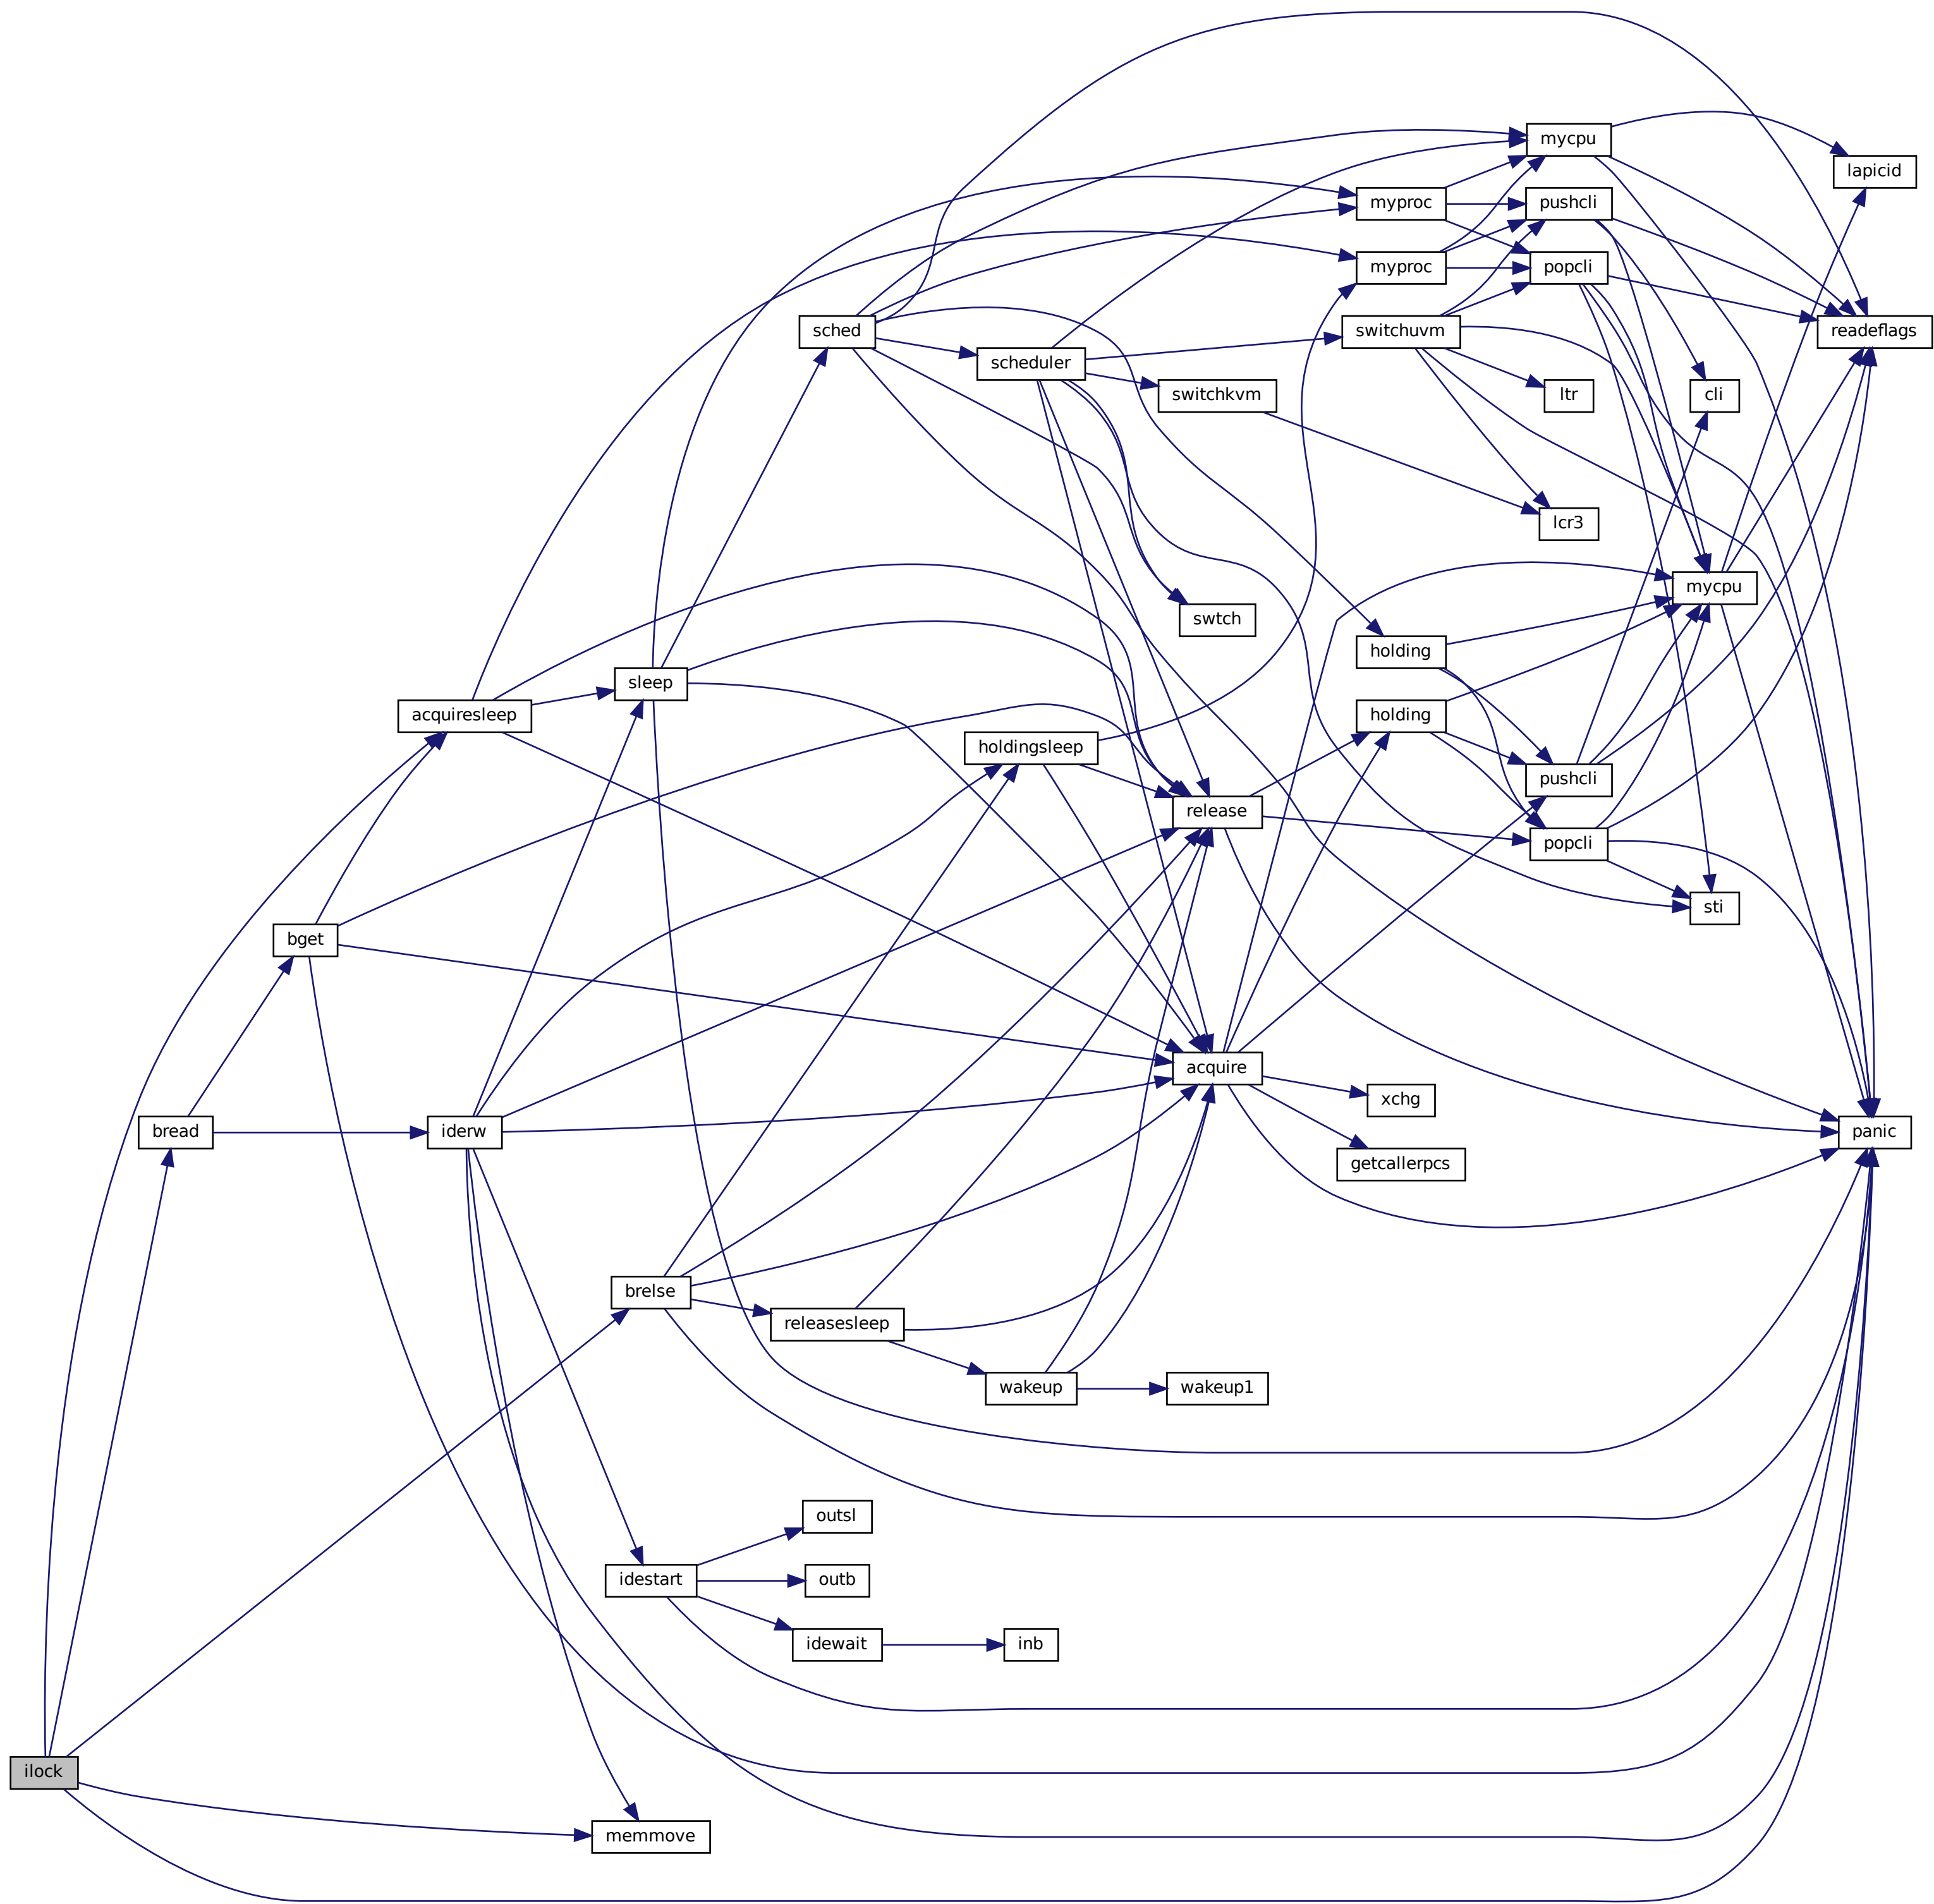 mycpu
lapicid
myproc
pushcli
myproc
popcli
sched
switchuvm
readeflags
scheduler
switchkvm
ltr
cli
lcr3
mycpu
swtch
holding
sleep
acquiresleep
holding
holdingsleep
pushcli
release
popcli
sti
bget
acquire
xchg
bread
iderw
panic
getcallerpcs
brelse
releasesleep
wakeup
wakeup1
outsl
idestart
outb
idewait
inb
ilock
memmove